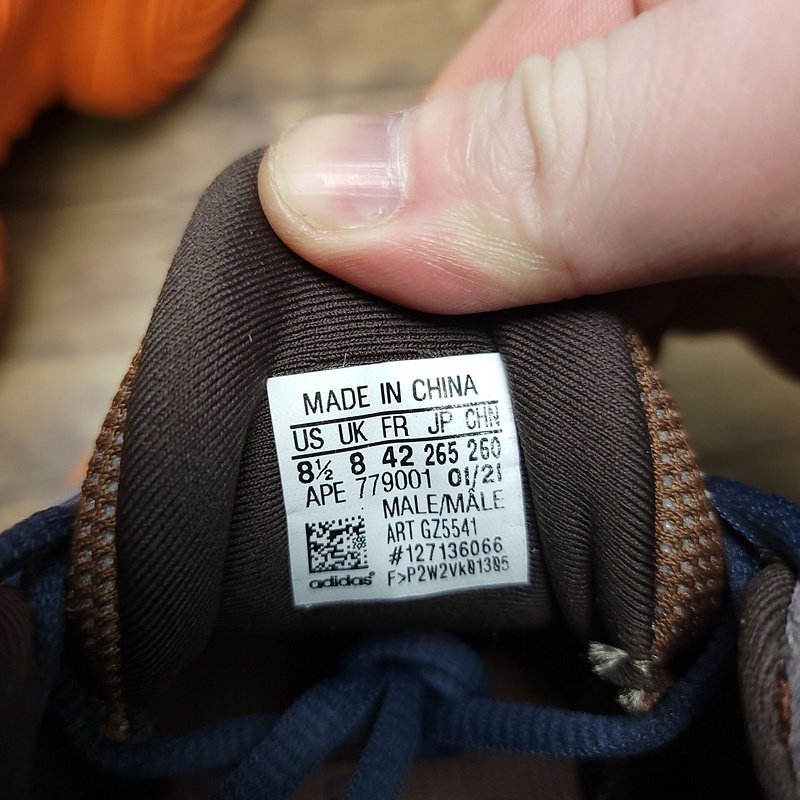 MADE IN CHINA
US UK FR JP CHN
8½ 8 42 265 260
APE 779001 01/21
MALE/MÂLE
ART GZ5541
#127136066
F>P2W2Vk01305
adidas®